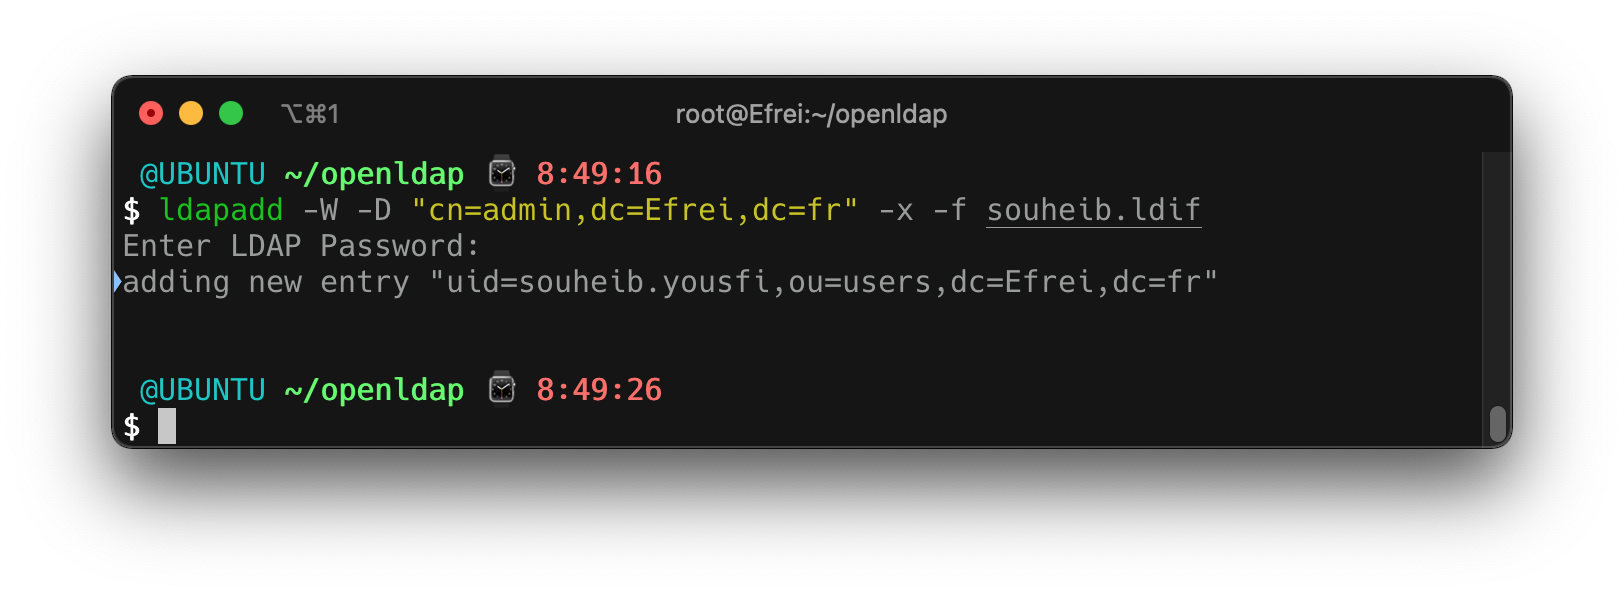 ⌥⌘1 root@Efrei:~/openldap
@UBUNTU ~/openldap ⌚ 8:49:16
$ ldapadd -W -D "cn=admin,dc=Efrei,dc=fr" -x -f souheib.ldif
Enter LDAP Password:
adding new entry "uid=souheib.yousfi,ou=users,dc=Efrei,dc=fr"
@UBUNTU ~/openldap ⌚ 8:49:26
$